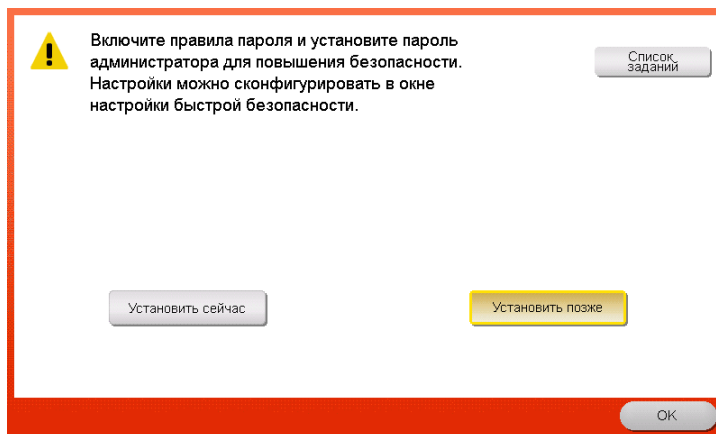 Включите правила пароля и установите пароль
администратора для повышения безопасности.
Настройки можно сконфигурировать в окне
настройки быстрой безопасности.
Список
заданий
Установить сейчас
Установить позже
OK